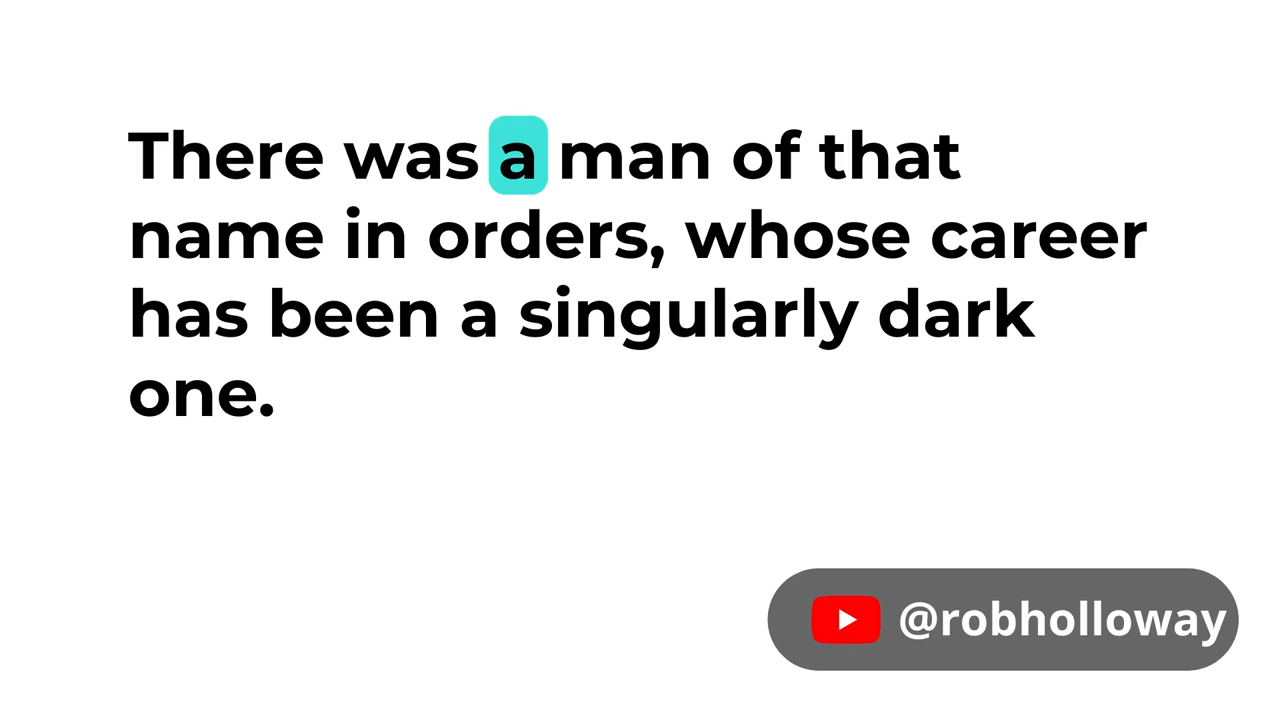 There was a man of that
name in orders, whose career
has been a singularly dark
one.
@robholloway